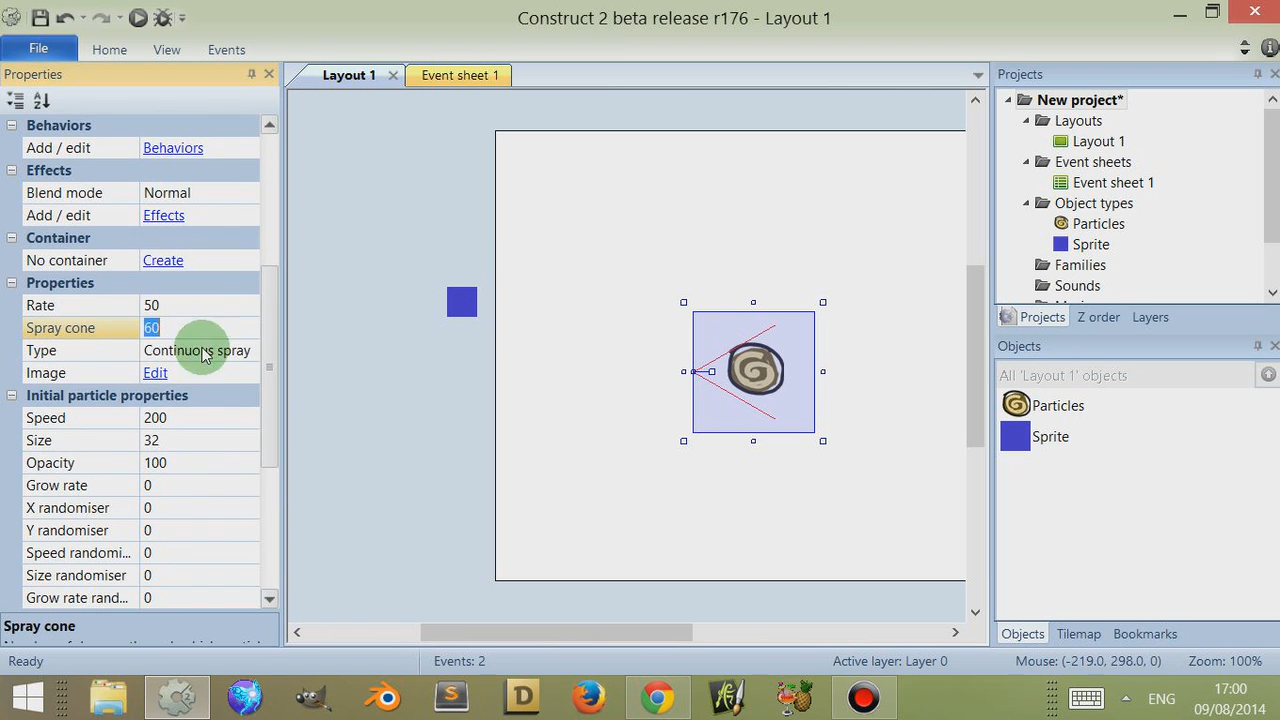 Construct 2 beta release r176 - Layout 1
File
Home
View
Events
Properties
Layout 1
Event sheet 1
Projects
Behaviors
Add / edit Behaviors
Effects
Blend mode Normal
Add / edit Effects
Container
No container Create
Properties
Rate 50
Spray cone 60
Type Continuous spray
Image Edit
Initial particle properties
Speed 200
Size 32
Opacity 100
Grow rate 0
X randomiser 0
Y randomiser 0
Speed randomi... 0
Size randomiser 0
Grow rate rand... 0
Spray cone
New project*
Layouts
Layout 1
Event sheets
Event sheet 1
Object types
Particles
Sprite
Families
Sounds
Projects
Z order
Layers
Objects
All 'Layout 1' objects
Particles
Sprite
Objects
Tilemap
Bookmarks
Ready
Events: 2
Active layer: Layer 0
Mouse: (-219.0, 298.0, 0)
Zoom: 100%
ENG
17:00
09/08/2014